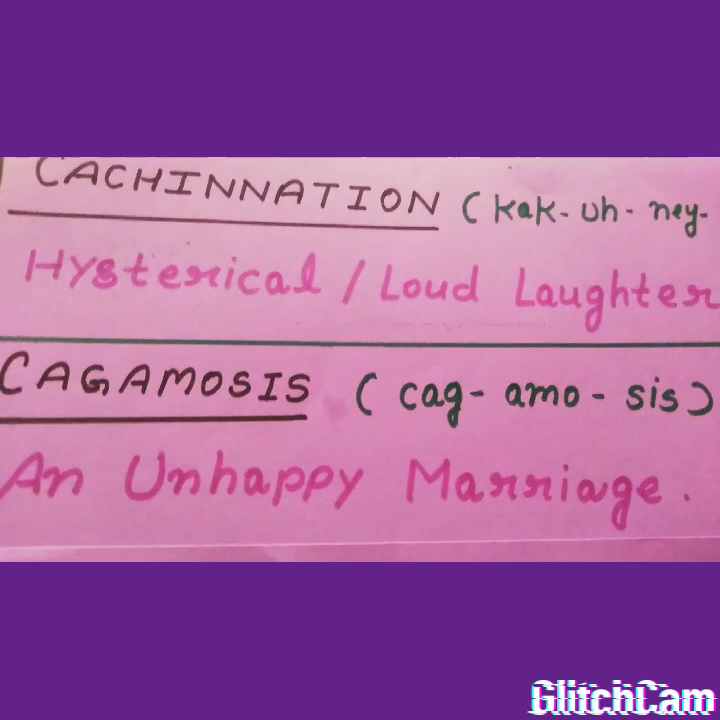 CACHINNATION (kak-uh-ney-
Hysterical / Loud Laughter
CAGAMOSIS (cag-amo-sis)
An Unhappy Marriage.
GlitchCam